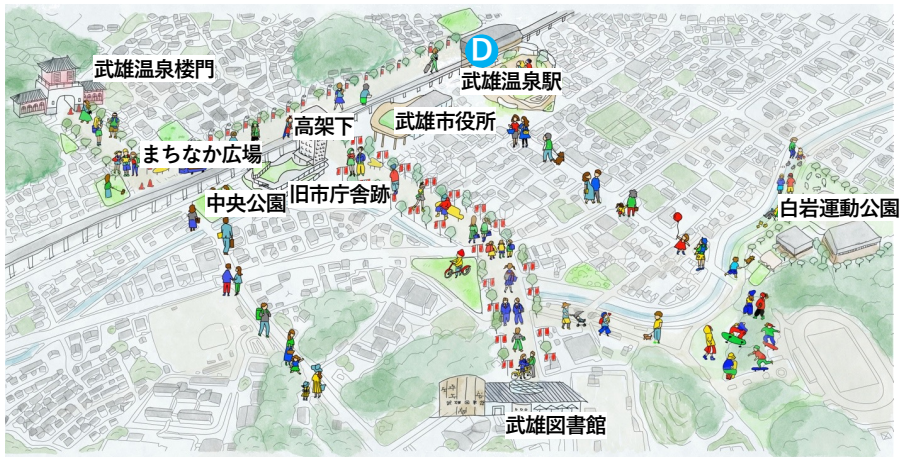 D
武雄温泉楼門
武雄温泉駅
高架下
武雄市役所
まちなか広場
旧市庁舎跡
中央公園
白岩運動公園
武雄図書館